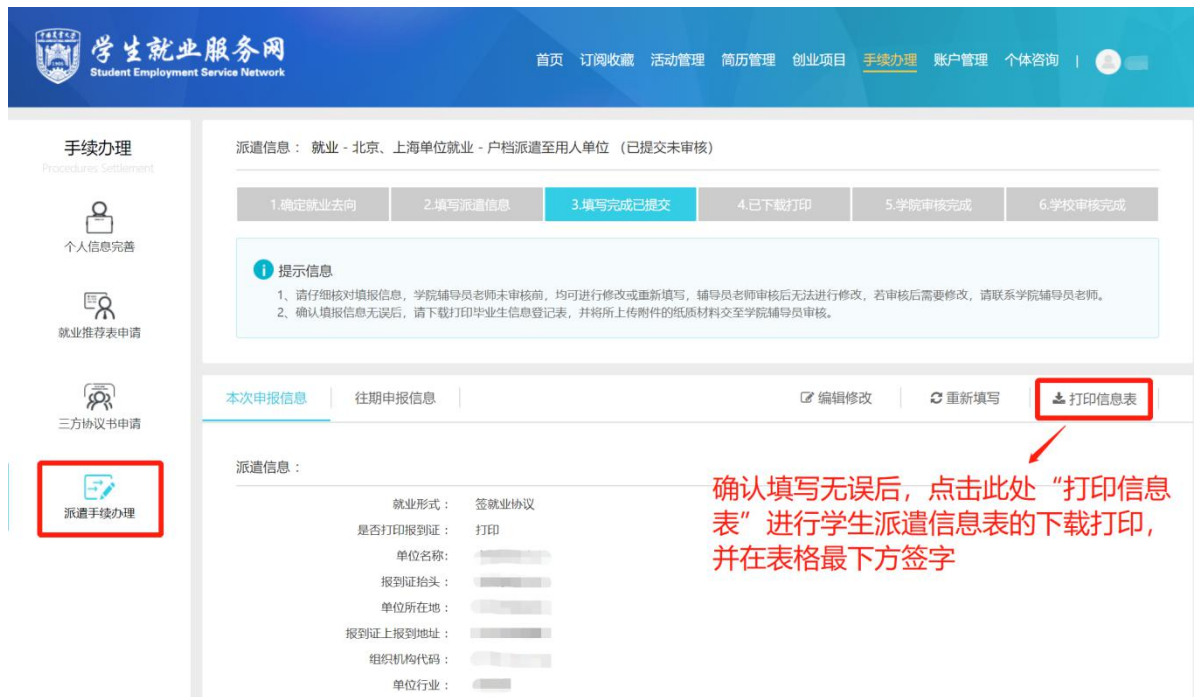 学生就业服务网
Student Employment Service Network
首页 订阅收藏 活动管理 简历管理 创业项目 手续办理 账户管理 个体咨询 |
手续办理
Procedures Settlement
个人信息完善
就业推荐表申请
三方协议书申请
派遣手续办理
派遣信息： 就业 - 北京、上海单位就业 - 户档派遣至用人单位 （已提交未审核）
1.确定就业去向 2.填写派遣信息 3.填写完成已提交 4.已下载打印 5.学院审核完成 6.学校审核完成
提示信息
1、请仔细核对填报信息，学院辅导员老师未审核前，均可进行修改或重新填写，辅导员老师审核后无法进行修改，若审核后需要修改，请联系学院辅导员老师。
2、确认填报信息无误后，请下载打印毕业生信息登记表，并将所上传附件的纸质材料交至学院辅导员审核。
本次申报信息 往期申报信息 编辑修改 重新填写 打印信息表
派遣信息：
就业形式： 签就业协议
是否打印报到证： 打印
单位名称：
报到证抬头：
单位所在地：
报到证上报到地址：
组织机构代码：
单位行业：
确认填写无误后，点击此处“打印信息
表”进行学生派遣信息表的下载打印，
并在表格最下方签字